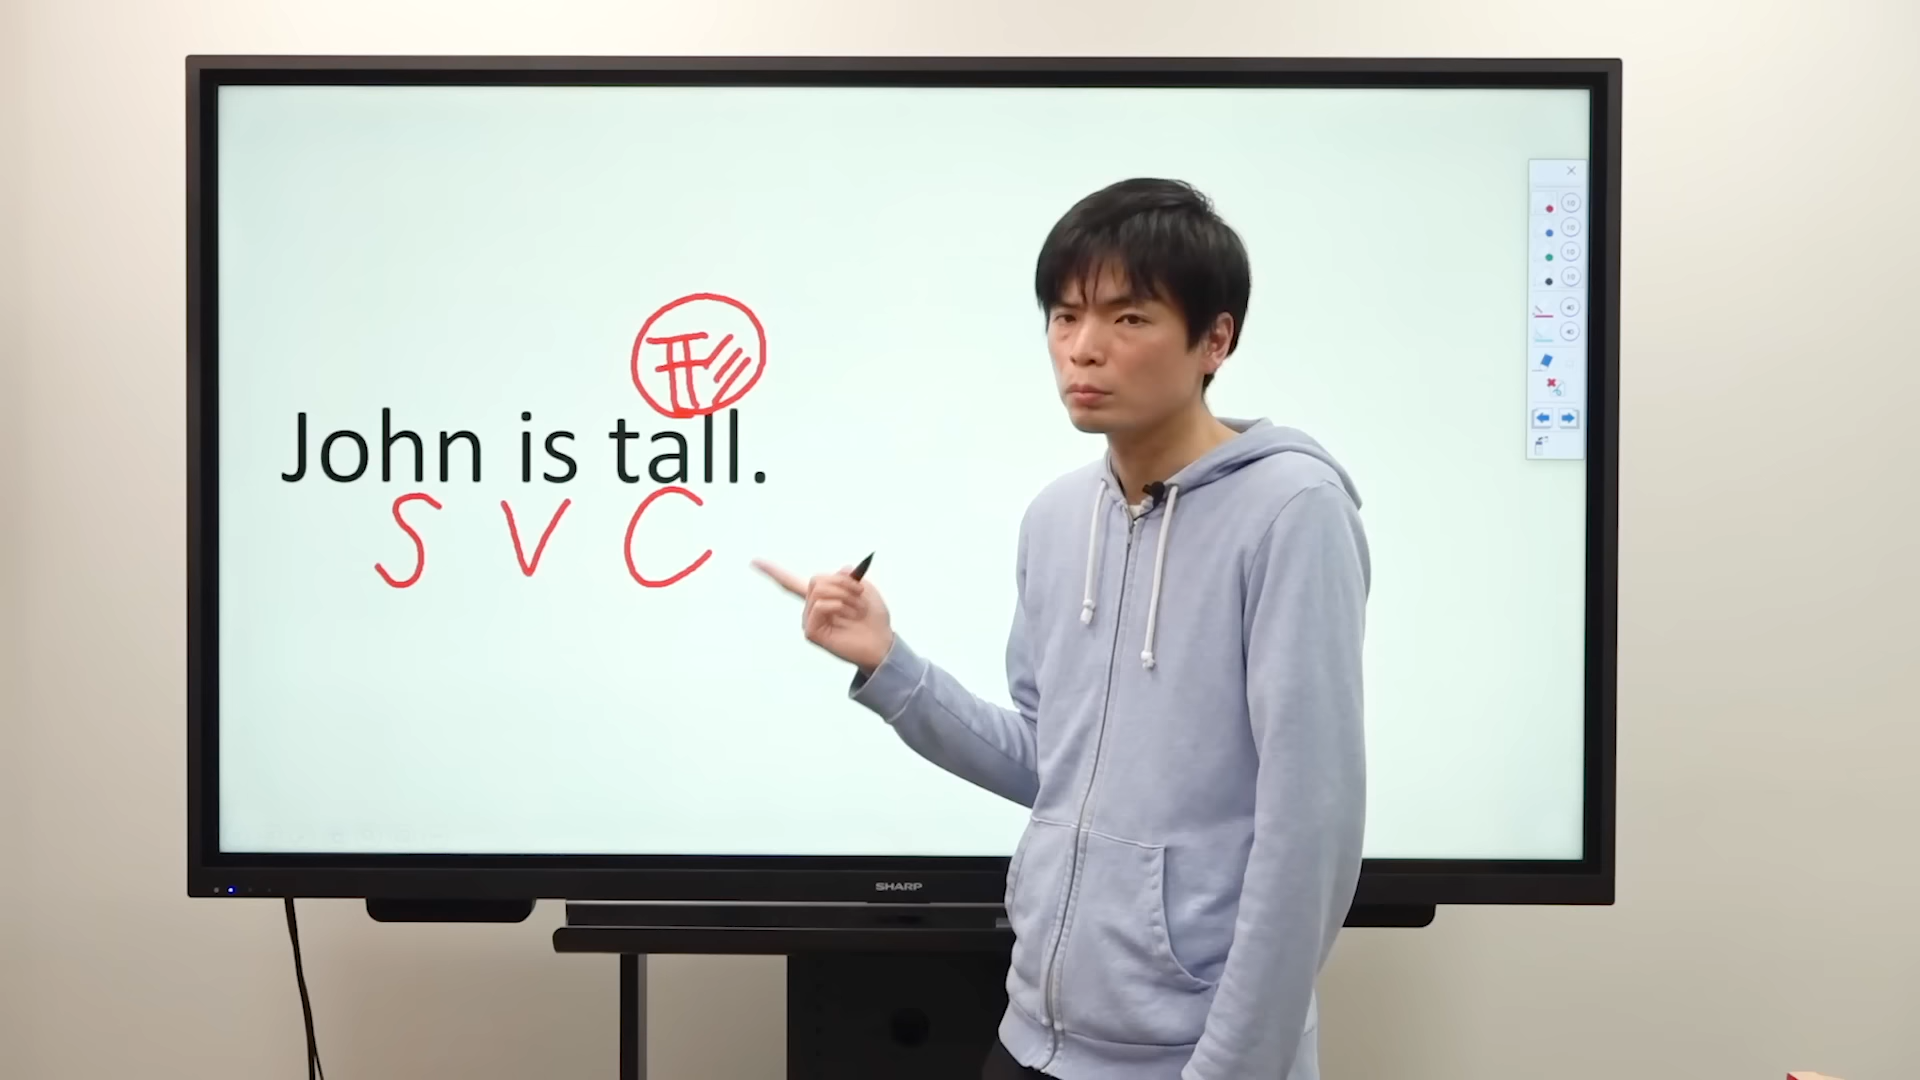 形
John is tall.
S V C
SHARP